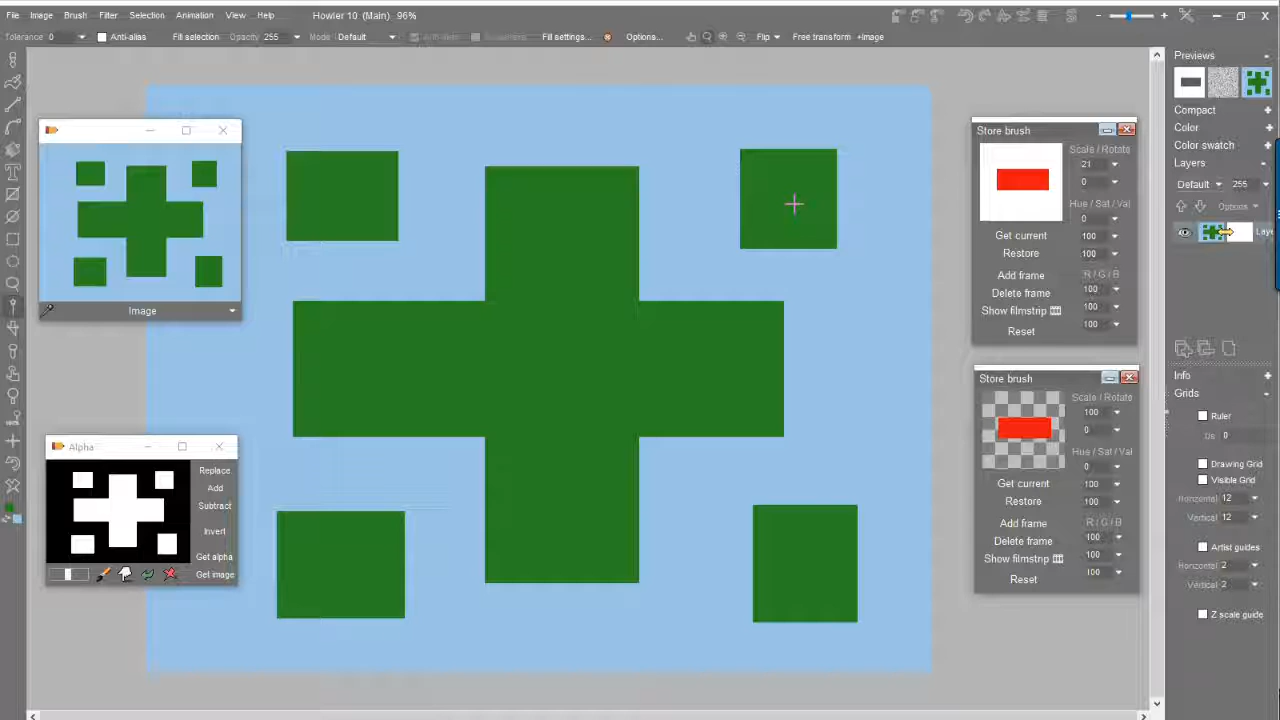 File Image Brush Filter Selection Animation View Help Howler 10 (Main) 96%
Tolerance 0 Anti-alias Fill selection Opacity 255 Mode Default Fill settings... Options... Flip Free transform +Image
Image
Alpha
Replace
Add
Subtract
Invert
Get alpha
Get image
Store brush
Scale / Rotate
21
0
Hue / Sat / Val
0
Get current 100
Restore 100
Add frame R / G / B
Delete frame 100
Show filmstrip 100
Reset 100
Store brush
Scale / Rotate
100
0
Hue / Sat / Val
0
Get current 100
Restore 100
Add frame R / G / B
Delete frame 100
Show filmstrip 100
Reset 100
Previews
Compact
Color
Color swatch
Layers
Default 255
Options
Laye
Info
Grids
Ruler
0
Drawing Grid
Visible Grid
Horizontal 12
Vertical 12
Artist guides
Horizontal 2
Vertical 2
Z scale guide